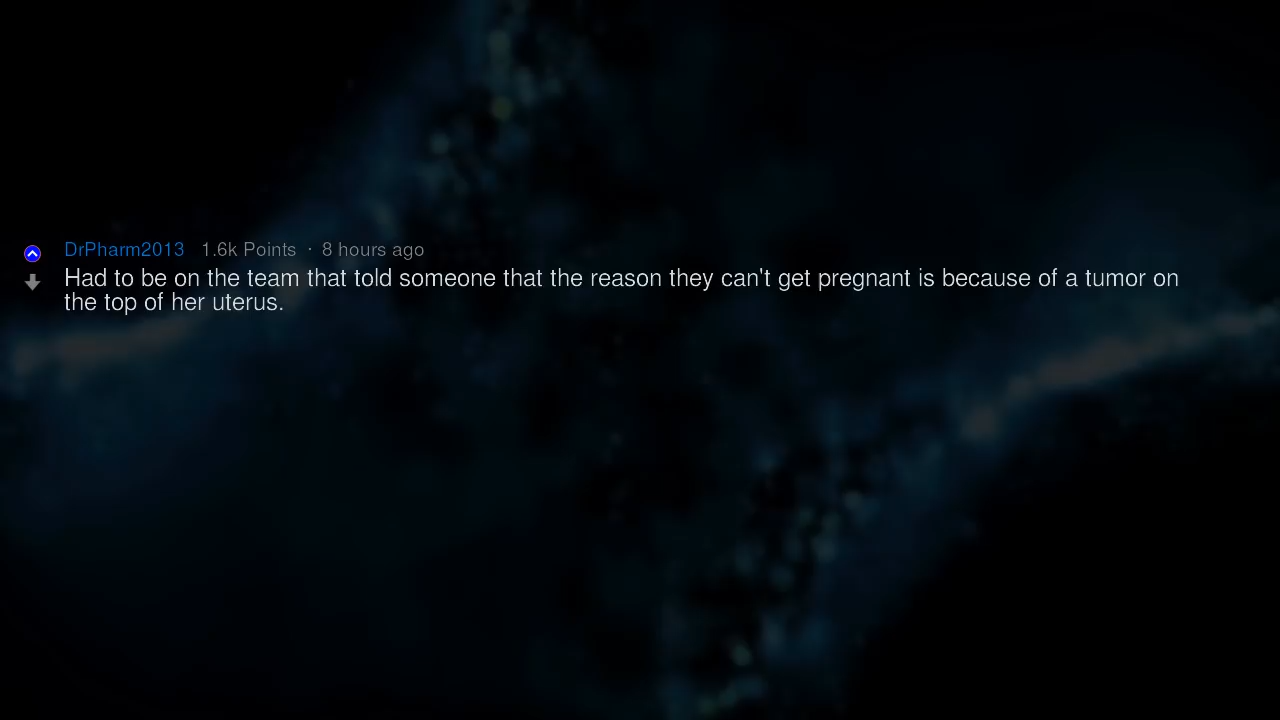 DrPharm2013 1.6k Points · 8 hours ago
Had to be on the team that told someone that the reason they can't get pregnant is because of a tumor on
the top of her uterus.